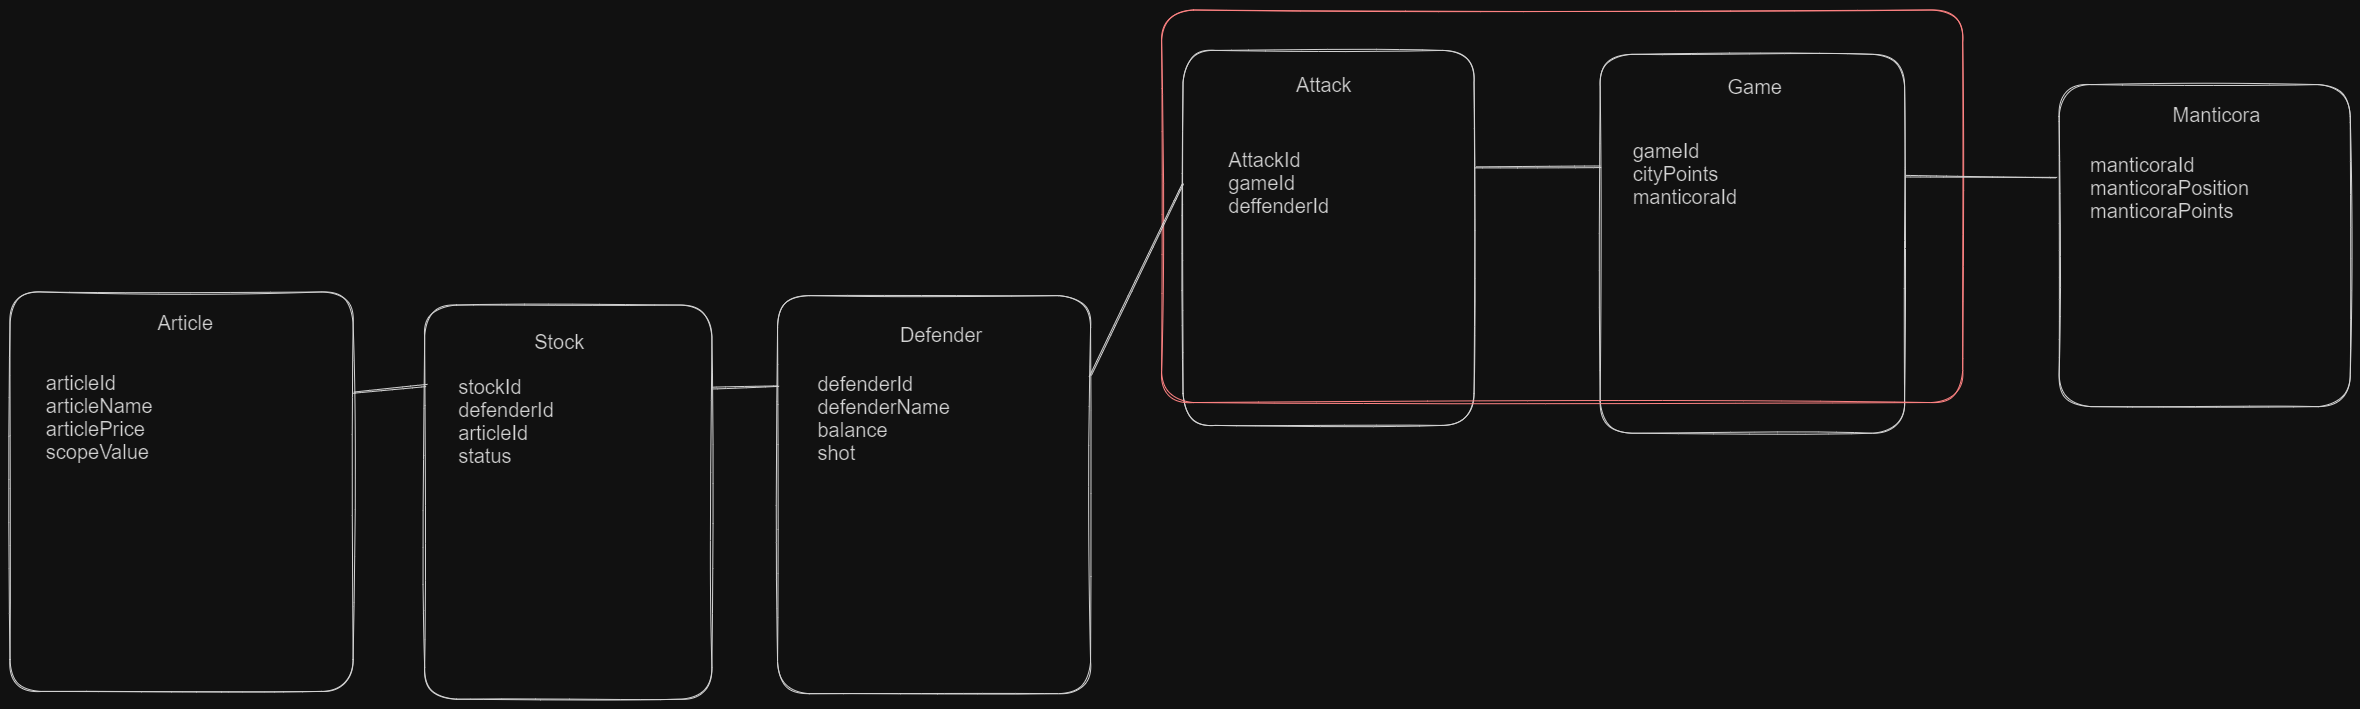 Article
articleId
articleName
articlePrice
scopeValue
Stock
stockId
defenderId
articleId
status
Defender
defenderId
defenderName
balance
shot
Attack
AttackId
gameId
deffenderId
Game
gameId
cityPoints
manticoraId
Manticora
manticoraId
manticoraPosition
manticoraPoints